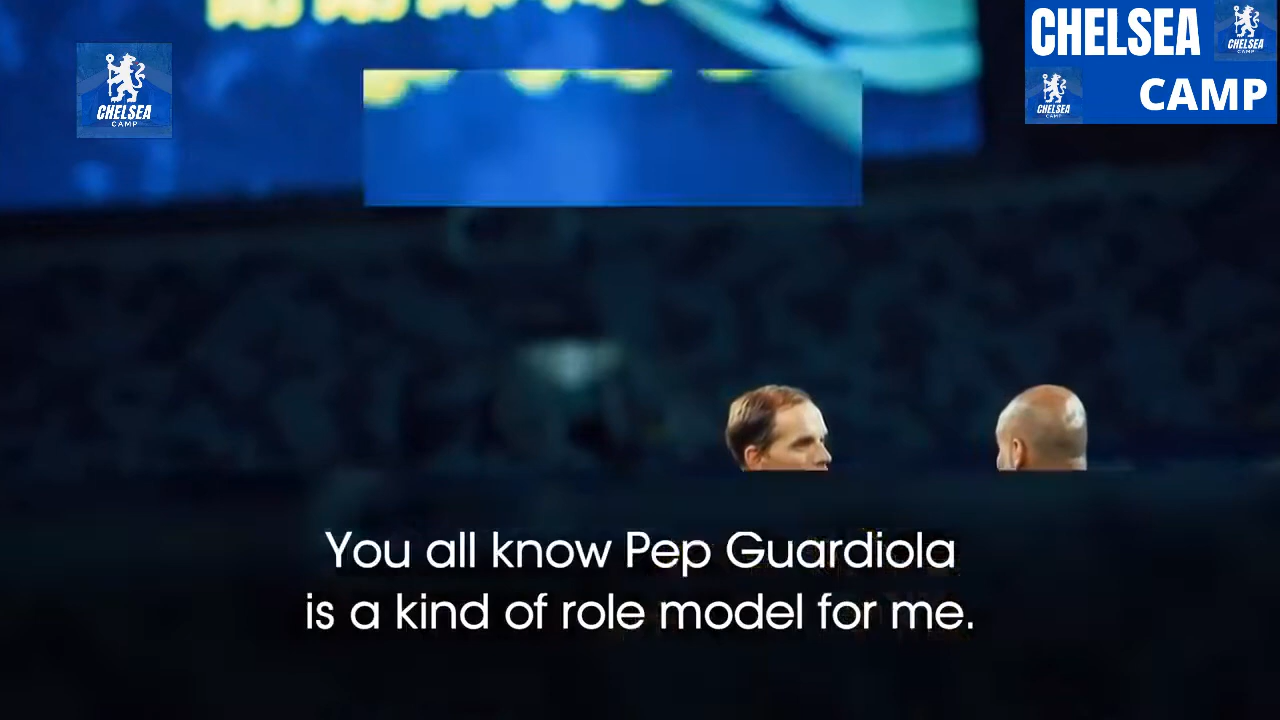 CHELSEA
CAMP
CHELSEA
CAMP
CHELSEA
CAMP
CHELSEA
CAMP
You all know Pep Guardiola
is a kind of role model for me.